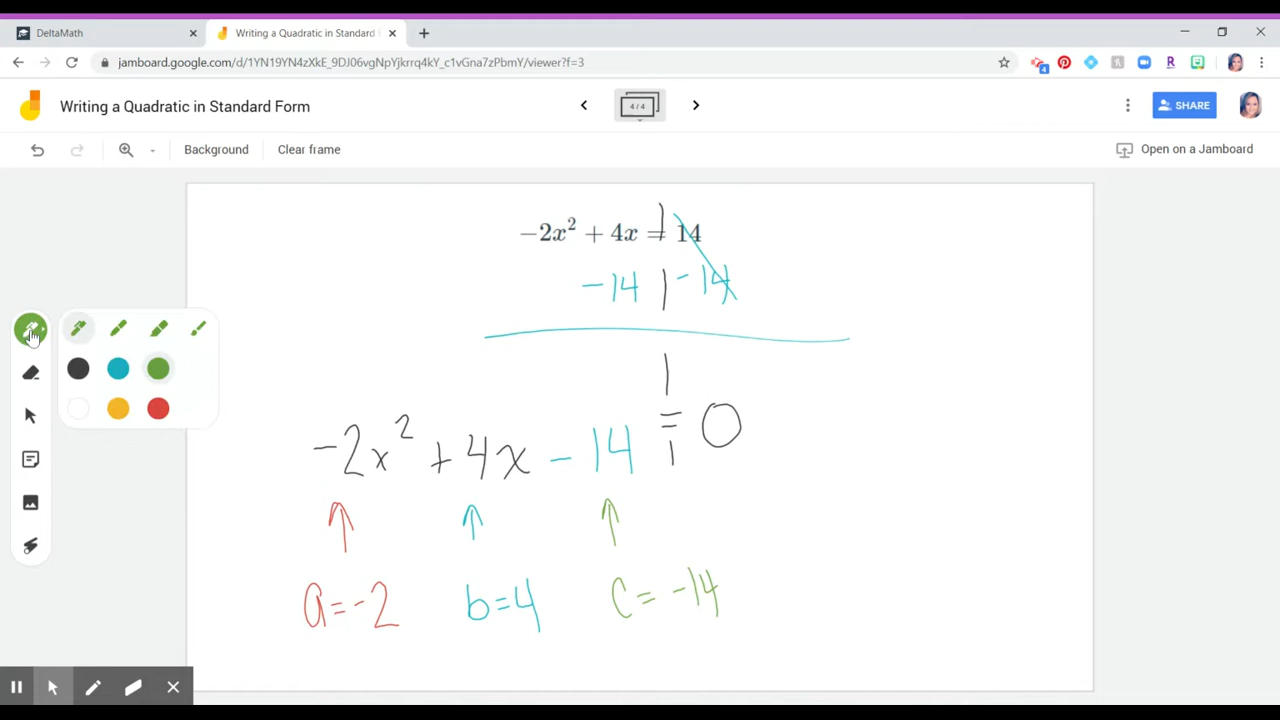 DeltaMath
Writing a Quadratic in Standard
jamboard.google.com/d/1YN19YN4zXkE_9DJ06vgNpYjkrrq4kY_c1vGna7zPbmY/viewer?f=3
4
Writing a Quadratic in Standard Form
4 / 4
SHARE
Background
Clear frame
Open on a Jamboard
−2x² + 4x = 14
-14 | -14
-2x² + 4x - 14 = 0
a=-2 b=4 c=-14